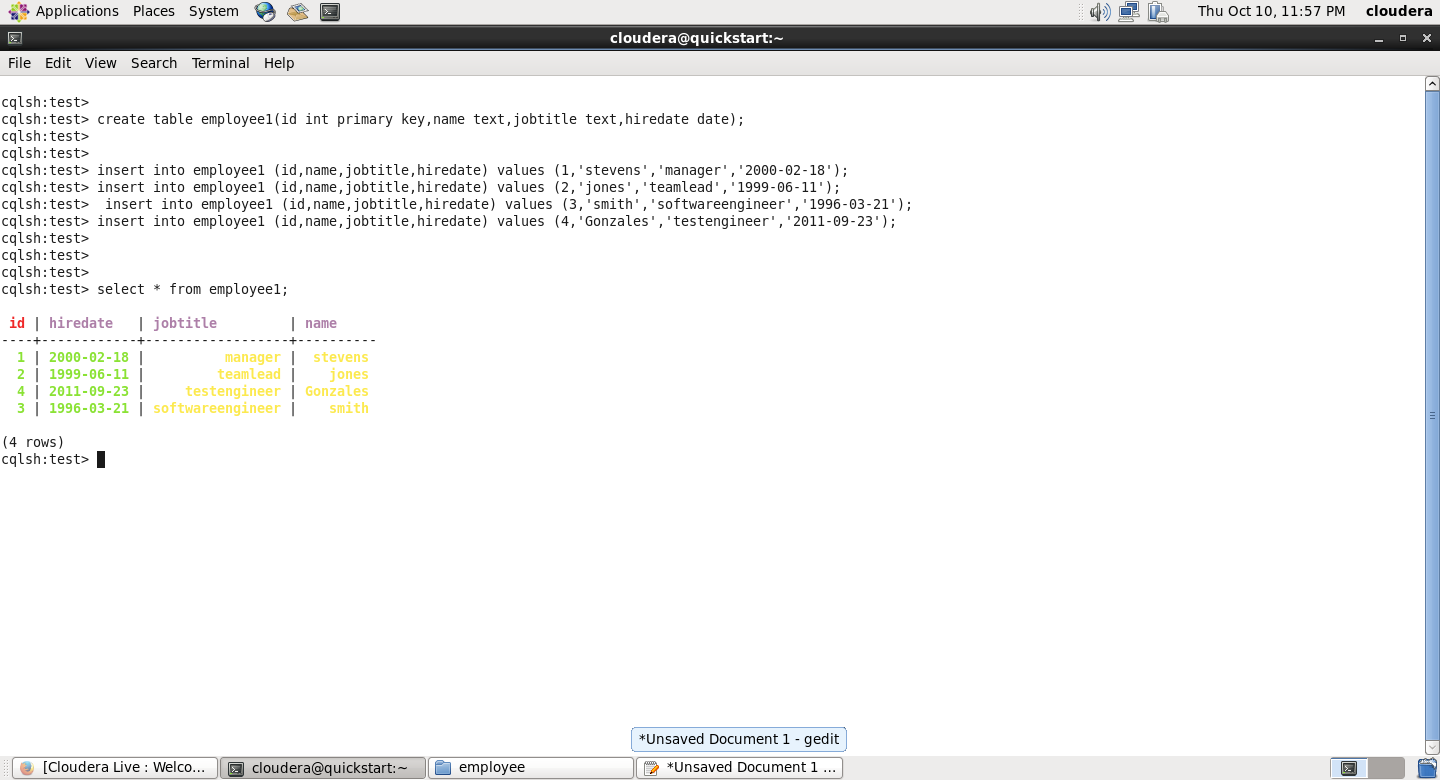 Applications Places System Thu Oct 10, 11:57 PM cloudera
cloudera@quickstart:~
File Edit View Search Terminal Help
cqlsh:test>
cqlsh:test> create table employee1(id int primary key,name text,jobtitle text,hiredate date);
cqlsh:test>
cqlsh:test>
cqlsh:test> insert into employee1 (id,name,jobtitle,hiredate) values (1,'stevens','manager','2000-02-18');
cqlsh:test> insert into employee1 (id,name,jobtitle,hiredate) values (2,'jones','teamlead','1999-06-11');
cqlsh:test>  insert into employee1 (id,name,jobtitle,hiredate) values (3,'smith','softwareengineer','1996-03-21');
cqlsh:test> insert into employee1 (id,name,jobtitle,hiredate) values (4,'Gonzales','testengineer','2011-09-23');
cqlsh:test>
cqlsh:test>
cqlsh:test>
cqlsh:test> select * from employee1;
 id | hiredate   | jobtitle         | name
----+------------+------------------+----------
  1 | 2000-02-18 |          manager |  stevens
  2 | 1999-06-11 |         teamlead |    jones
  4 | 2011-09-23 |     testengineer | Gonzales
  3 | 1996-03-21 | softwareengineer |    smith
(4 rows)
cqlsh:test>
*Unsaved Document 1 - gedit
[Cloudera Live : Welco... cloudera@quickstart:~ employee *Unsaved Document 1 ...